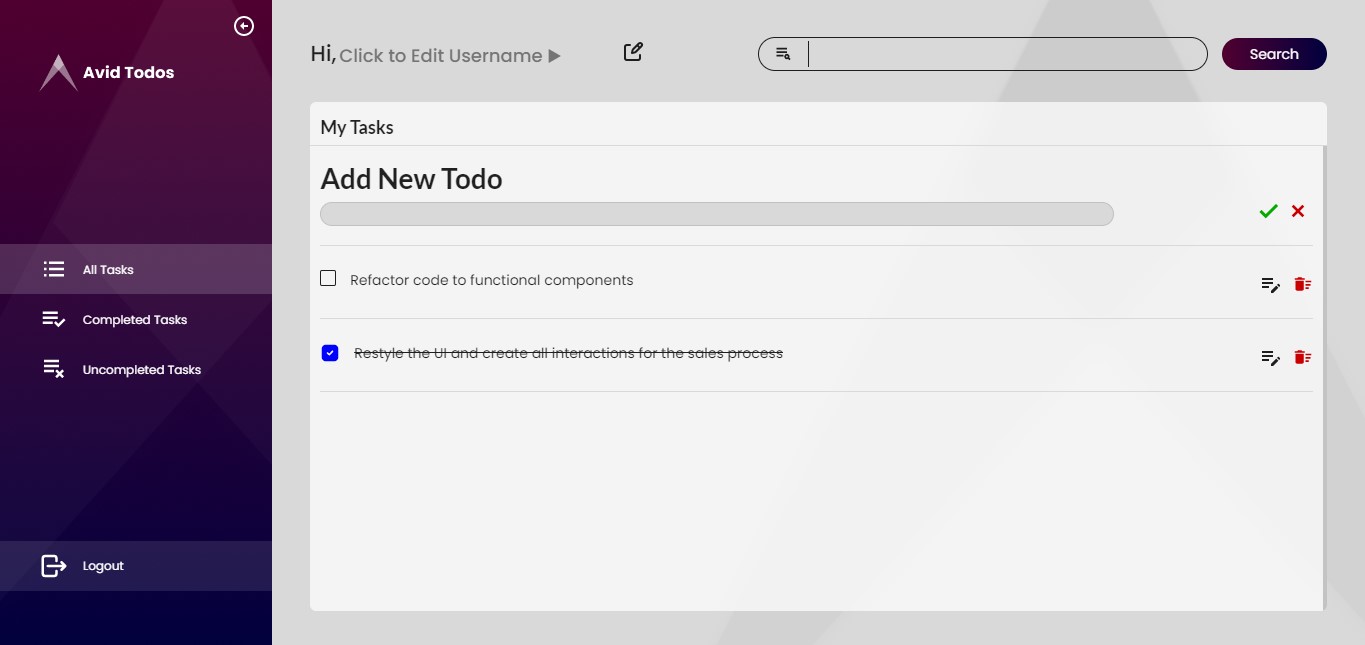 Avid Todos
All Tasks
Completed Tasks
Uncompleted Tasks
Logout
Hi, Click to Edit Username ▶
Search
My Tasks
Add New Todo
Refactor code to functional components
Restyle the UI and create all interactions for the sales process